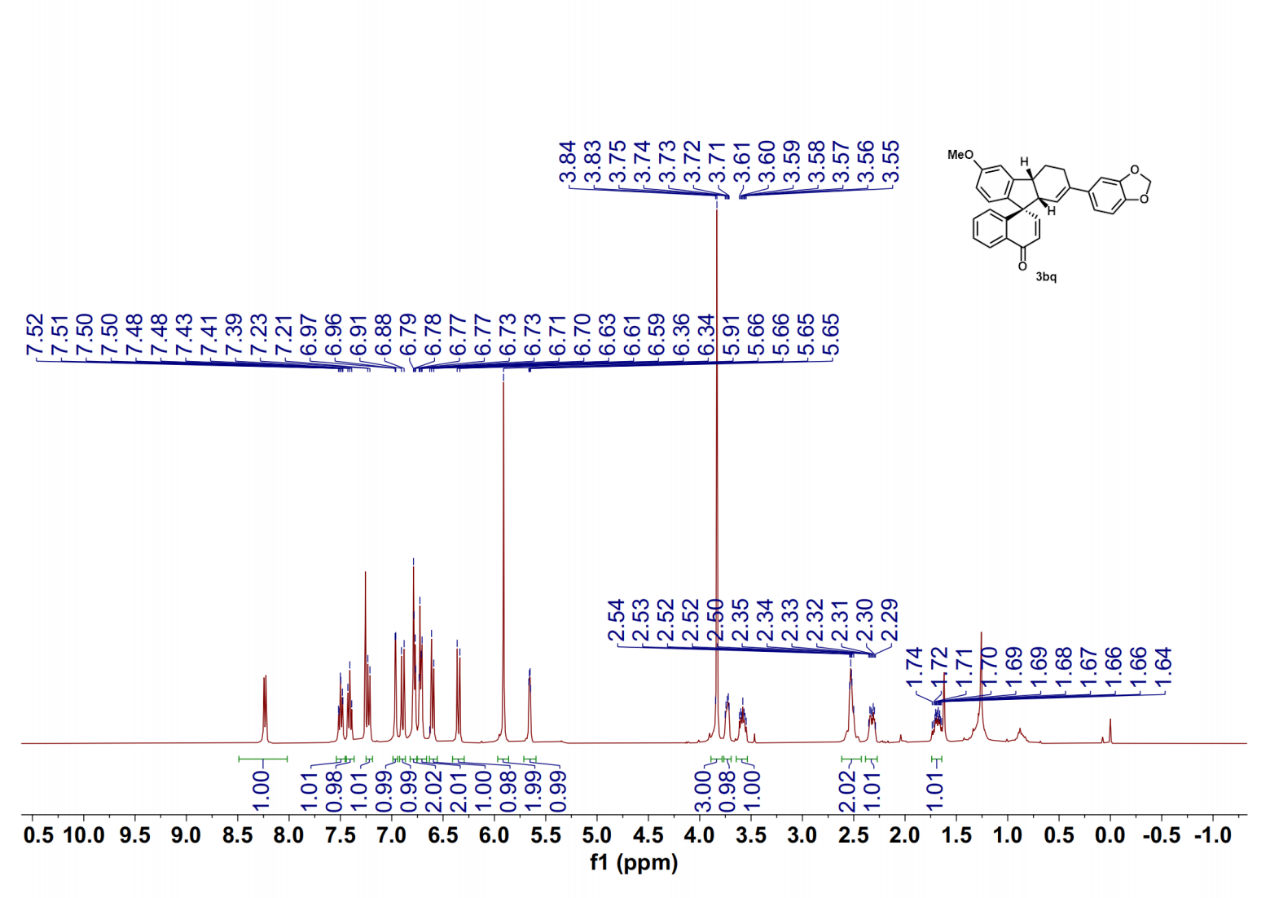 3.84 3.83 3.75 3.74 3.73 3.72 3.71 3.61 3.60 3.59 3.58 3.57 3.56 3.55
MeO
H
O
O
H
O
3bq
7.52 7.51 7.50 7.50 7.48 7.48 7.43 7.41 7.39 7.23 7.21 6.97 6.96 6.91 6.88 6.79 6.78 6.77 6.77 6.73 6.73 6.71 6.70 6.63 6.61 6.59 6.36 6.34 5.91 5.66 5.66 5.65 5.65
2.54 2.53 2.52 2.52 2.50 2.35 2.34 2.33 2.32 2.31 2.30 2.29
1.74 1.72 1.71 1.70 1.69 1.69 1.68 1.67 1.66 1.66 1.64
1.00 1.01 0.98 1.01 0.99 0.99 2.02 2.01 1.00 0.98 1.99 0.99 3.00 0.98 1.00 2.02 1.01 1.01
0.5 10.0 9.5 9.0 8.5 8.0 7.5 7.0 6.5 6.0 5.5 5.0 4.5 4.0 3.5 3.0 2.5 2.0 1.5 1.0 0.5 0.0 -0.5 -1.0
f1 (ppm)